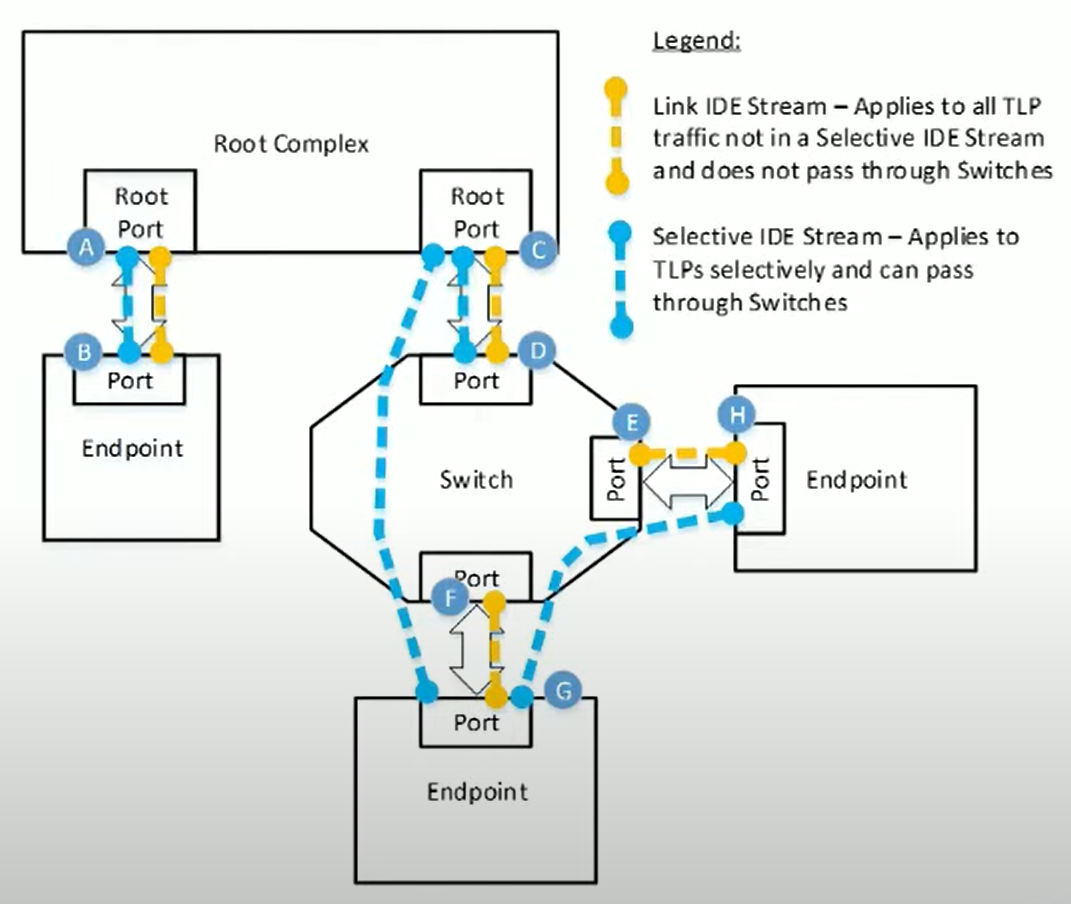 Legend:
Link IDE Stream – Applies to all TLP
traffic not in a Selective IDE Stream
and does not pass through Switches
Selective IDE Stream – Applies to
TLPs selectively and can pass
through Switches
Root Complex
Root
Port
Root
Port
A
C
B
D
Port
Port
Endpoint
E
H
Switch
Port
Port
Endpoint
Port
F
G
Port
Endpoint